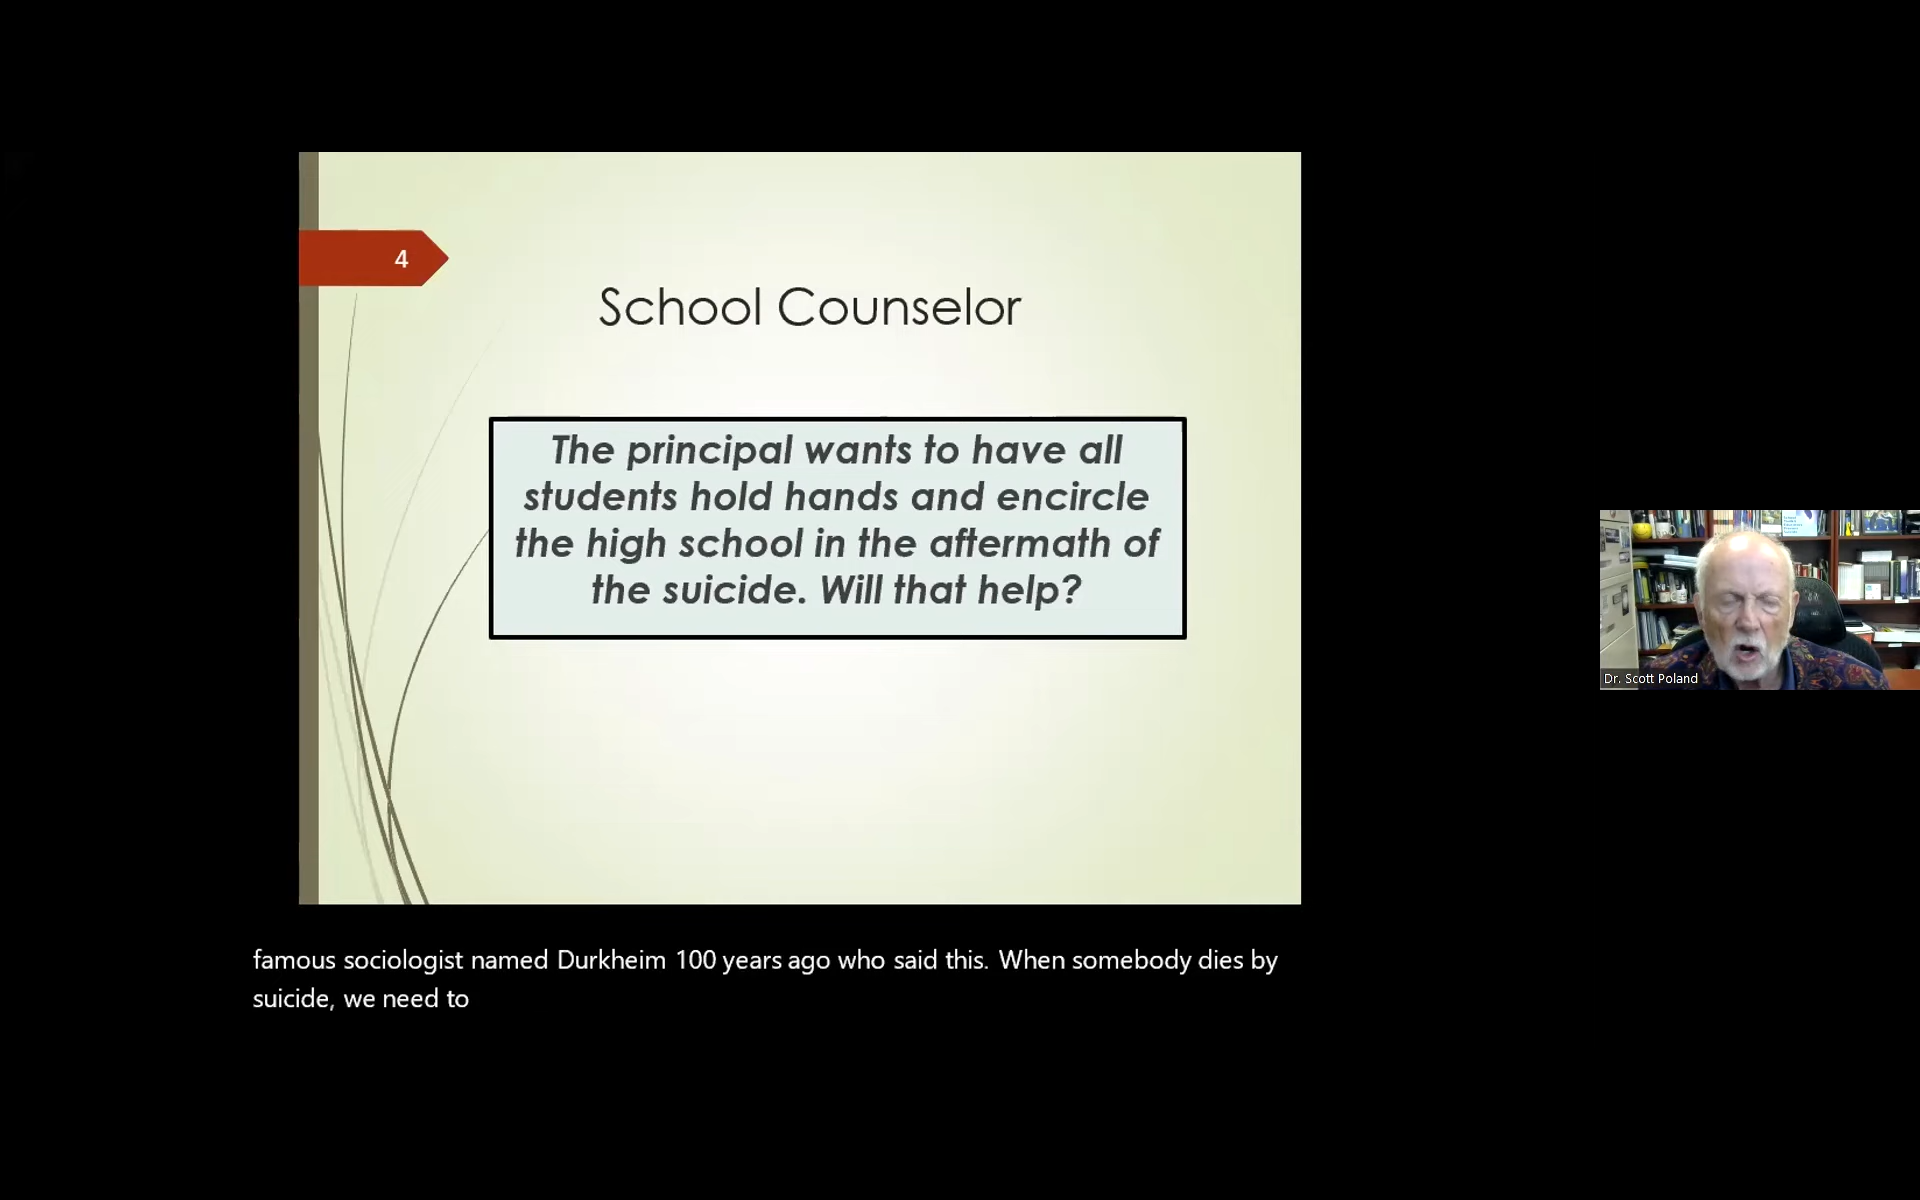 4
School Counselor
The principal wants to have all
students hold hands and encircle
the high school in the aftermath of
the suicide. Will that help?
Dr. Scott Poland
famous sociologist named Durkheim 100 years ago who said this. When somebody dies by
suicide, we need to